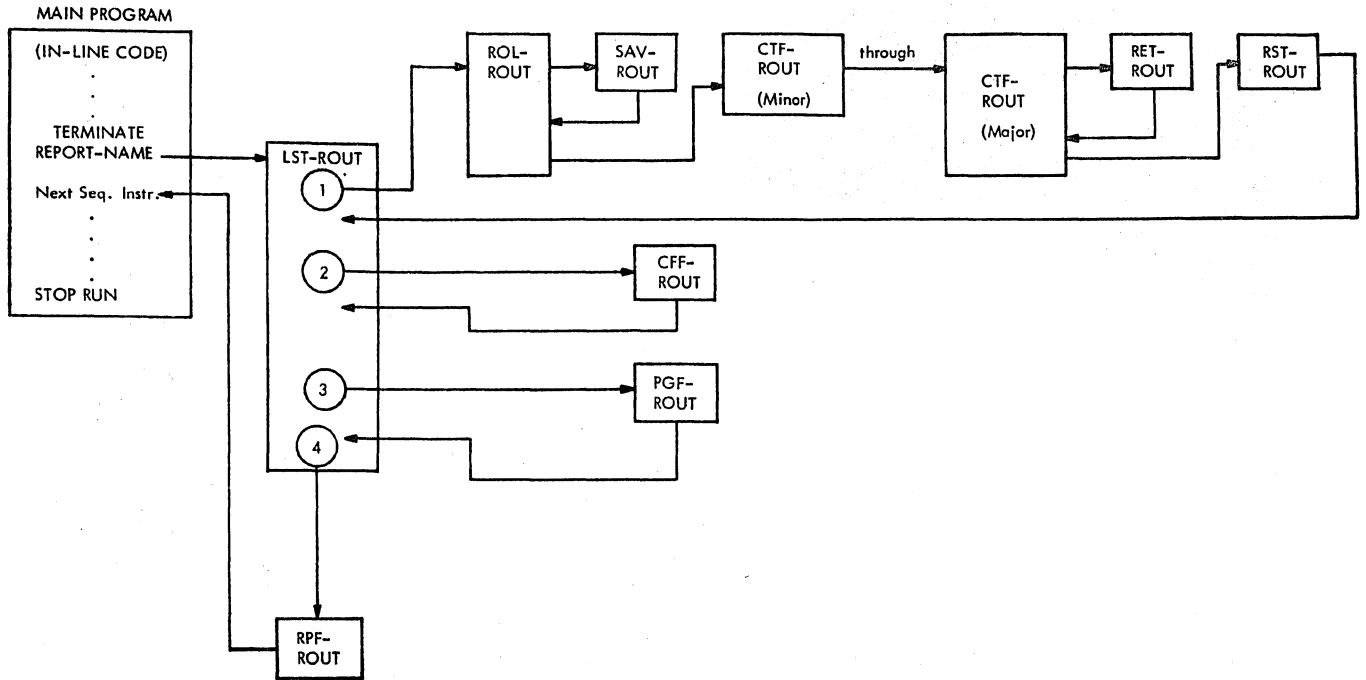 MAIN PROGRAM
(IN-LINE CODE)
.
.
.
TERMINATE
REPORT-NAME
Next Seq. Instr.
.
.
.
.
STOP RUN
LST-ROUT
1
2
3
4
ROL-
ROUT
SAV-
ROUT
CTF-
ROUT
(Minor)
through
CTF-
ROUT
(Major)
RET-
ROUT
RST-
ROUT
CFF-
ROUT
PGF-
ROUT
RPF-
ROUT